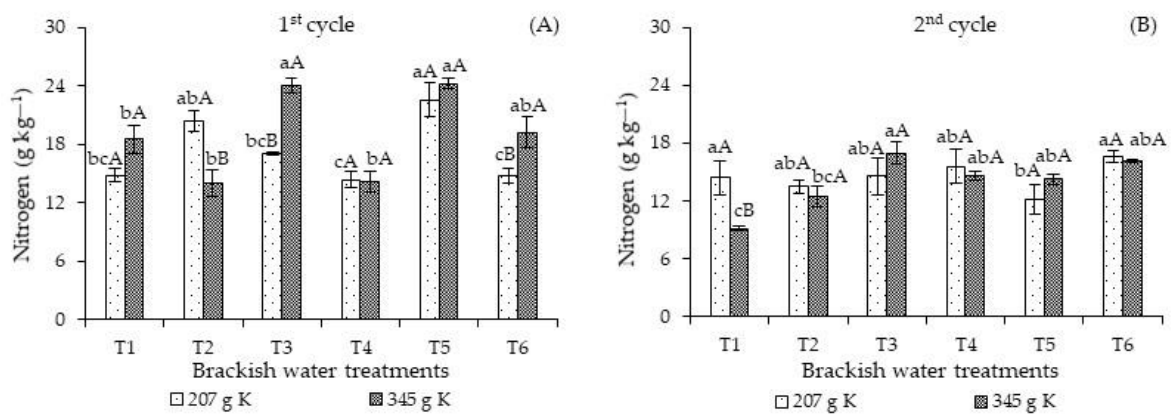 1st cycle (A)
Nitrogen (g kg−1)
30
24
18
12
6
0
bcA bA abA bB bcB aA cA bA aA aA cB abA
T1 T2 T3 T4 T5 T6
Brackish water treatments
207 g K 345 g K
2nd cycle (B)
Nitrogen (g kg−1)
30
24
18
12
6
0
aA cB abA bcA abA aA abA abA bA abA aA abA
T1 T2 T3 T4 T5 T6
Brackish water treatments
207 g K 345 g K